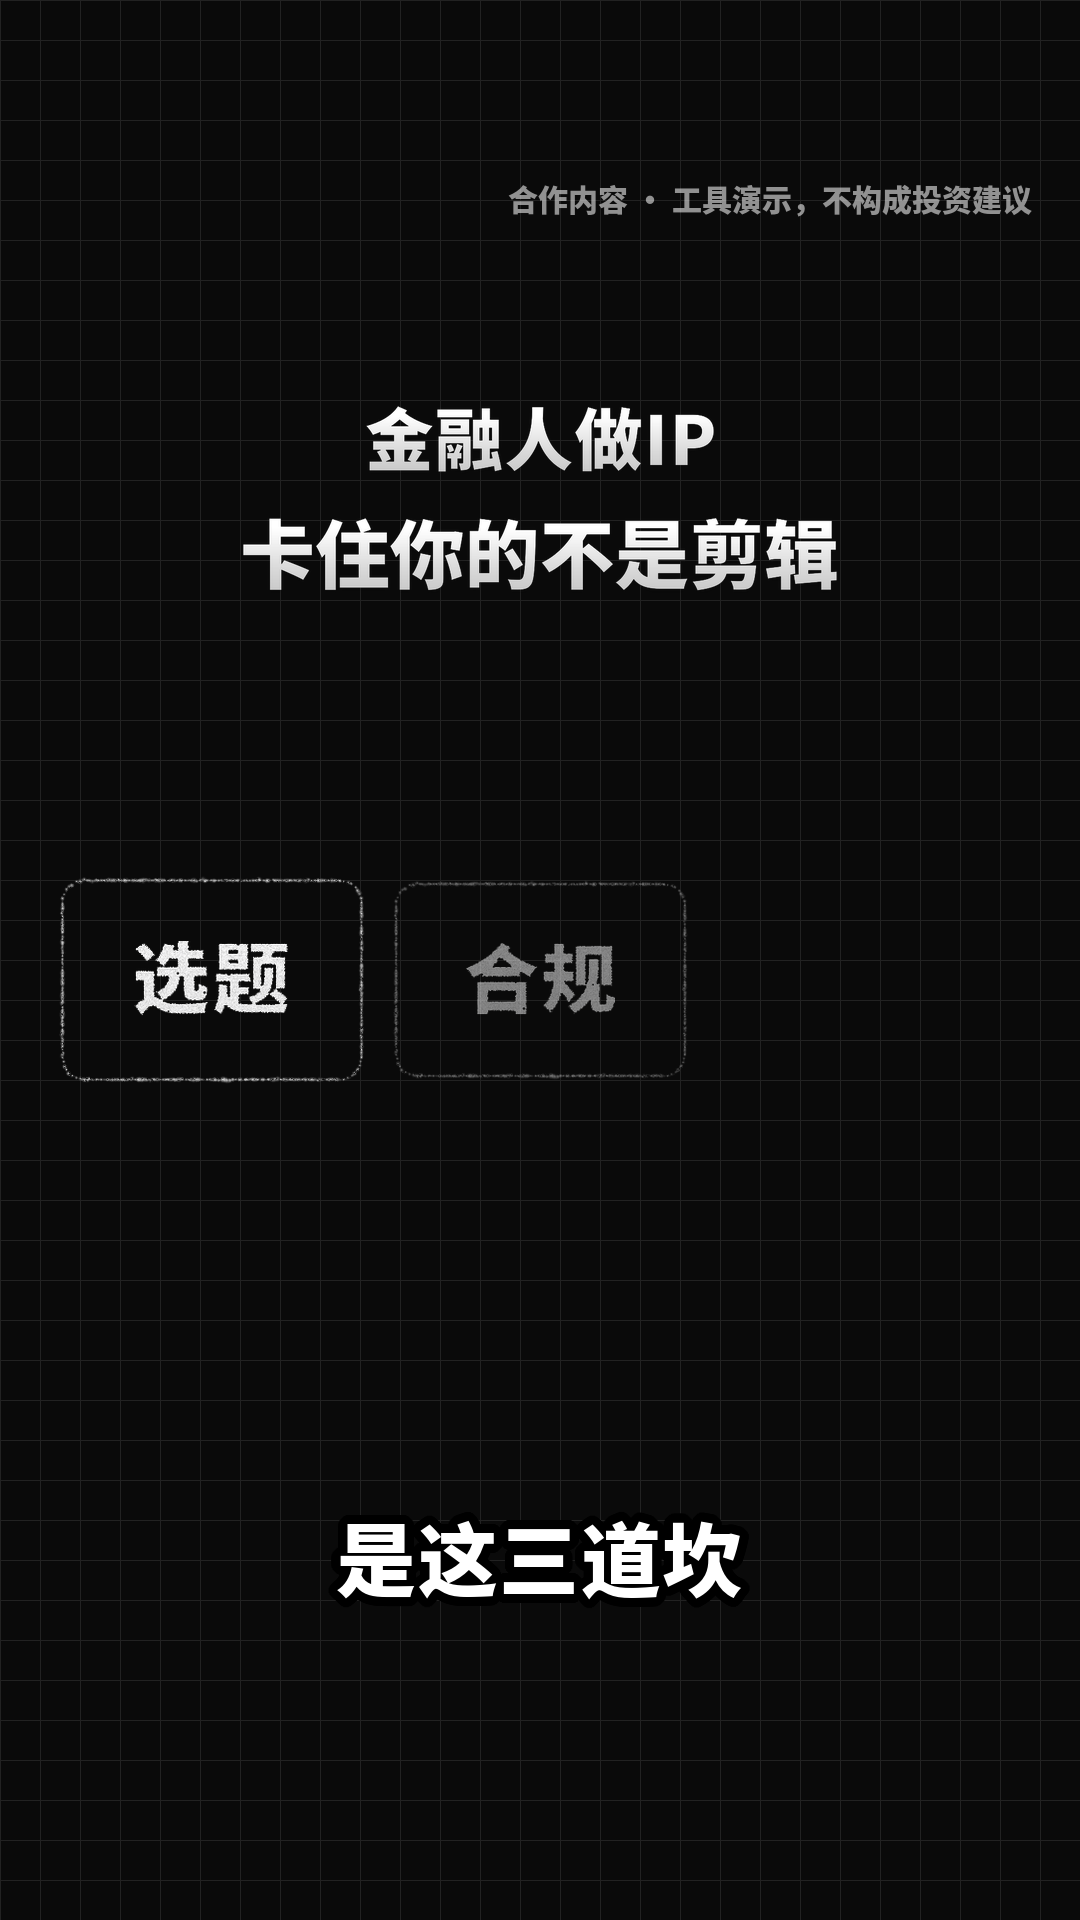 合作内容 · 工具演示，不构成投资建议
金融人做IP
卡住你的不是剪辑
选题
合规
是这三道坎